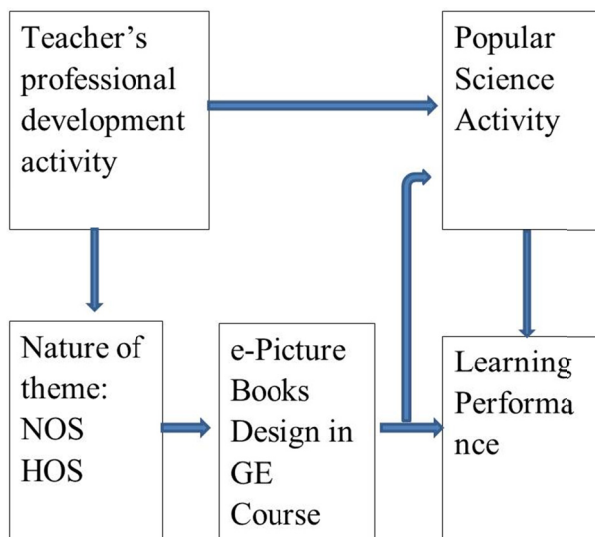 Teacher’s
professional
development
activity
Popular
Science
Activity
Nature of
theme:
NOS
HOS
e-Picture
Books
Design in
GE
Course
Learning
Performa
nce